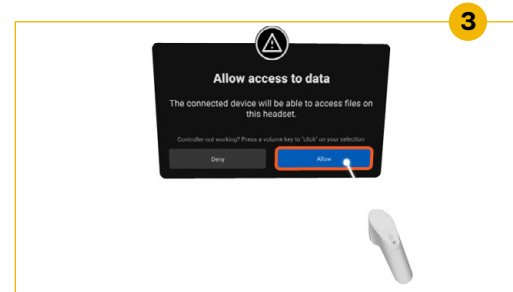 3
Allow access to data
The connected device will be able to access files on
this headset.
Controller not working? Press a volume key to "click" on your selection
Deny
Allow